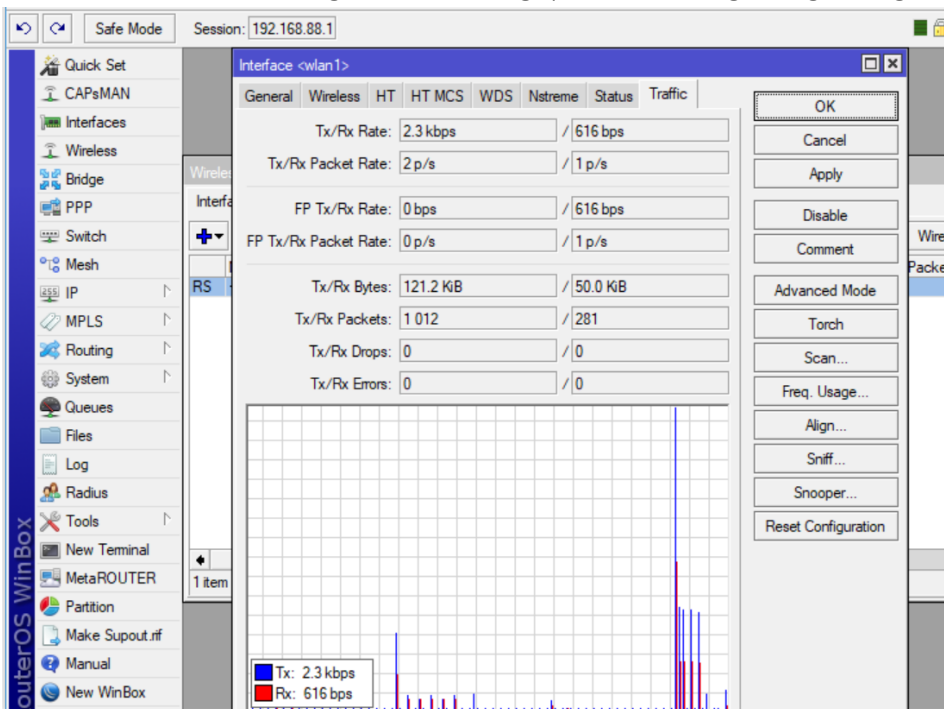 Safe Mode Session: 192.168.88.1
Quick Set
CAPsMAN
Interfaces
Wireless
Bridge
PPP
Switch
Mesh
IP
MPLS
Routing
System
Queues
Files
Log
Radius
Tools
New Terminal
MetaROUTER
Partition
Make Supout.rif
Manual
New WinBox
RouterOS WinBox
RS
1 item
Interface <wlan1>
General Wireless HT HT MCS WDS Nstreme Status Traffic
Tx/Rx Rate: 2.3 kbps / 616 bps
Tx/Rx Packet Rate: 2 p/s / 1 p/s
FP Tx/Rx Rate: 0 bps / 616 bps
FP Tx/Rx Packet Rate: 0 p/s / 1 p/s
Tx/Rx Bytes: 121.2 KiB / 50.0 KiB
Tx/Rx Packets: 1 012 / 281
Tx/Rx Drops: 0 / 0
Tx/Rx Errors: 0 / 0
Tx: 2.3 kbps
Rx: 616 bps
OK
Cancel
Apply
Disable
Comment
Advanced Mode
Torch
Scan...
Freq. Usage...
Align...
Sniff...
Snooper...
Reset Configuration